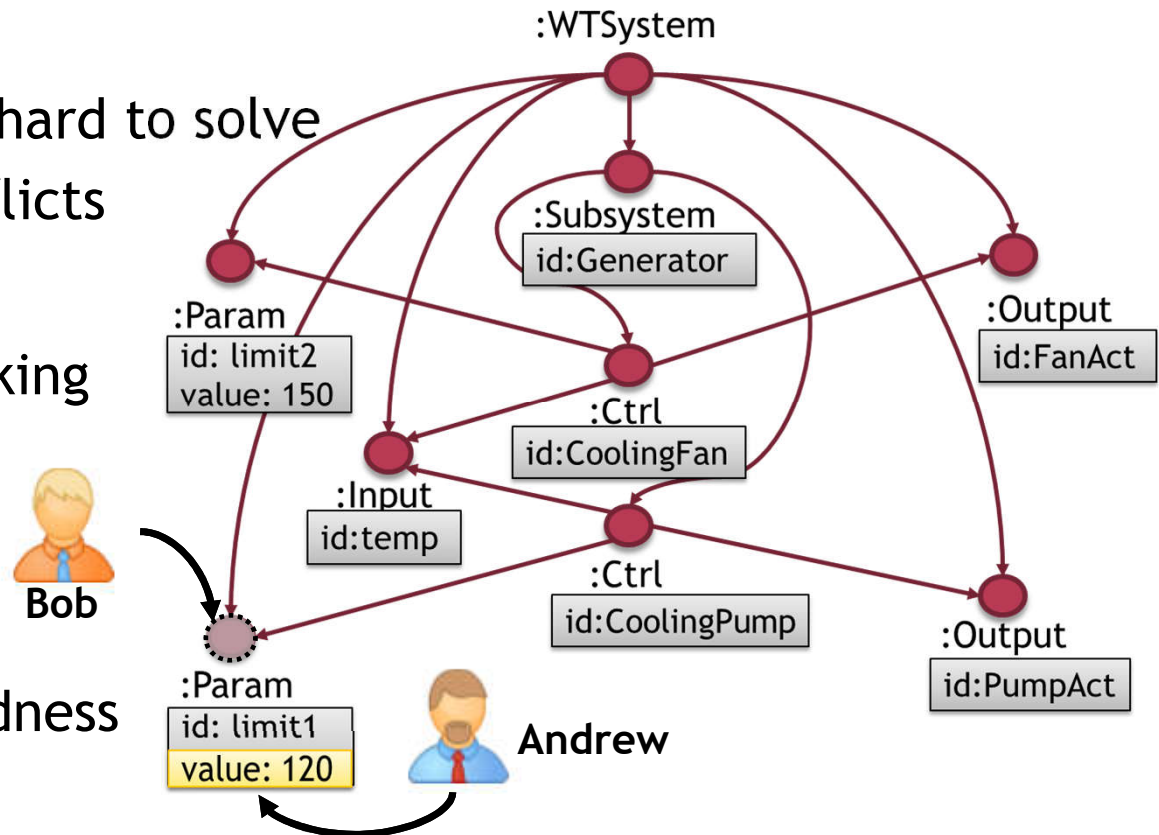 :WTSystem
hard to solve
licts
:Subsystem
id:Generator
:Param
id: limit2
value: 150
:Output
id:FanAct
king
:Ctrl
id:CoolingFan
:Input
id:temp
:Ctrl
id:CoolingPump
Bob
:Output
id:PumpAct
:Param
id: limit1
value: 120
dness
Andrew